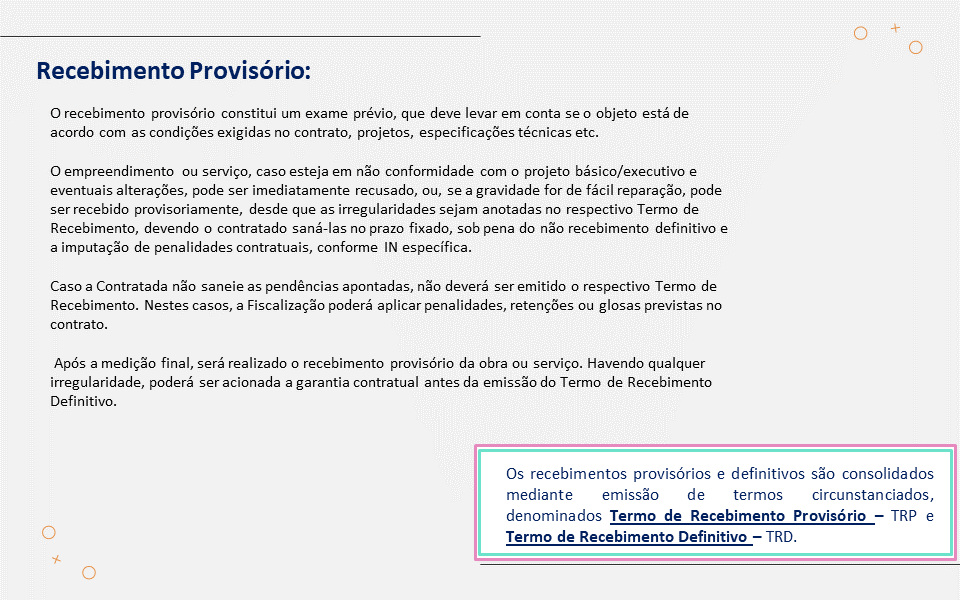 Recebimento Provisório:
O recebimento provisório constitui um exame prévio, que deve levar em conta se o objeto está de
acordo com as condições exigidas no contrato, projetos, especificações técnicas etc.
O empreendimento ou serviço, caso esteja em não conformidade com o projeto básico/executivo e
eventuais alterações, pode ser imediatamente recusado, ou, se a gravidade for de fácil reparação, pode
ser recebido provisoriamente, desde que as irregularidades sejam anotadas no respectivo Termo de
Recebimento, devendo o contratado saná-las no prazo fixado, sob pena do não recebimento definitivo e
a imputação de penalidades contratuais, conforme IN específica.
Caso a Contratada não saneie as pendências apontadas, não deverá ser emitido o respectivo Termo de
Recebimento. Nestes casos, a Fiscalização poderá aplicar penalidades, retenções ou glosas previstas no
contrato.
Após a medição final, será realizado o recebimento provisório da obra ou serviço. Havendo qualquer
irregularidade, poderá ser acionada a garantia contratual antes da emissão do Termo de Recebimento
Definitivo.
Os recebimentos provisórios e definitivos são consolidados
mediante emissão de termos circunstanciados,
denominados Termo de Recebimento Provisório – TRP e
Termo de Recebimento Definitivo – TRD.